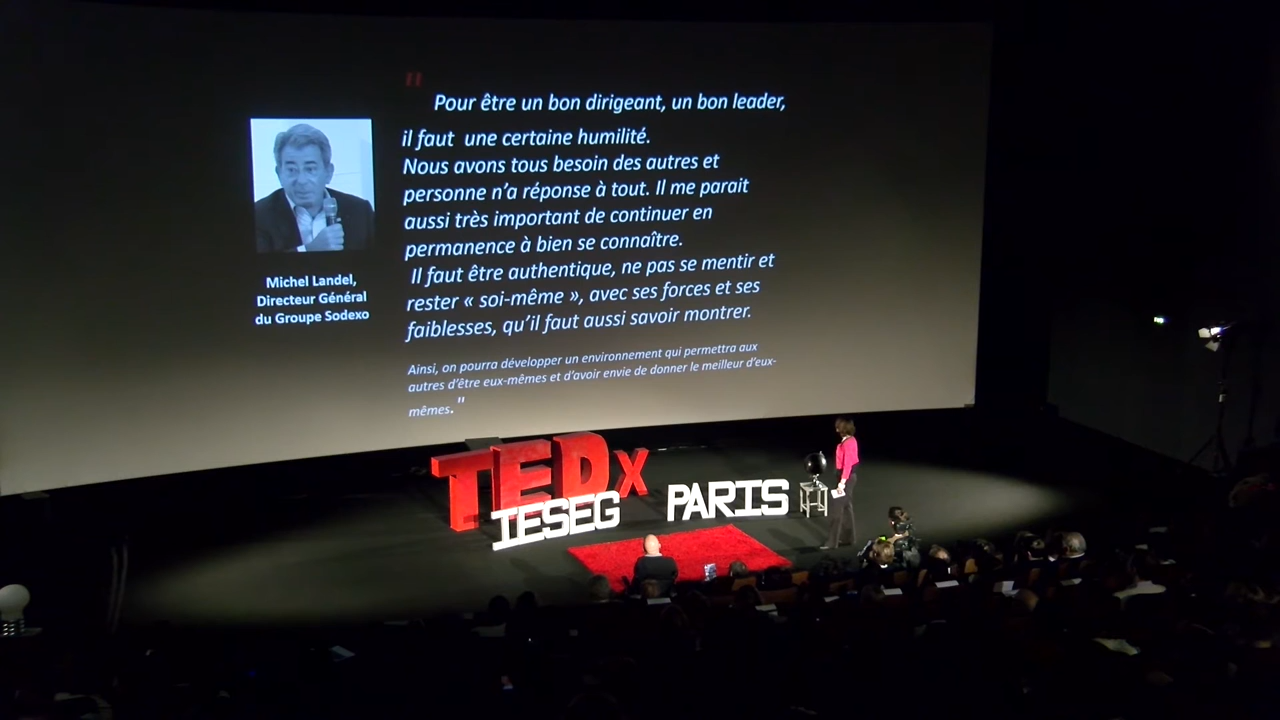 "
Pour être un bon dirigeant, un bon leader,
il faut une certaine humilité.
Nous avons tous besoin des autres et
personne n'a réponse à tout. Il me parait
aussi très important de continuer en
permanence à bien se connaître.
Il faut être authentique, ne pas se mentir et
rester « soi-même », avec ses forces et ses
faiblesses, qu'il faut aussi savoir montrer.
Ainsi, on pourra développer un environnement qui permettra aux
autres d'être eux-mêmes et d'avoir envie de donner le meilleur d'eux-
mêmes."
Michel Landel,
Directeur Général
du Groupe Sodexo
TEDx
IESEG PARIS